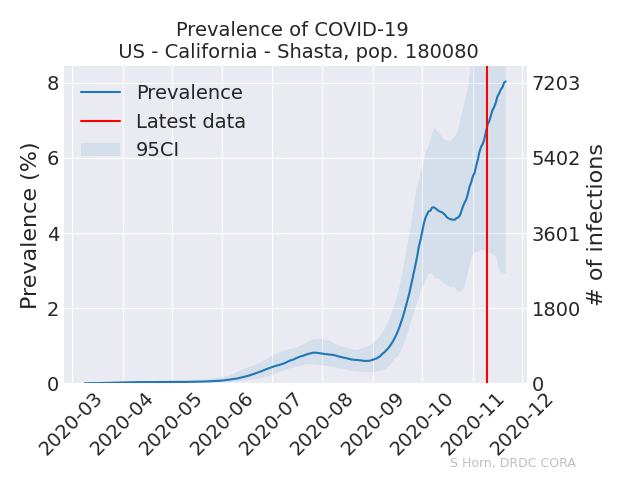 Prevalence of COVID-19
US - California - Shasta, pop. 180080
Prevalence
Latest data
95CI
Prevalence (%)
8
6
4
2
0
7203
5402
3601
1800
0
# of infections
2020-03
2020-04
2020-05
2020-06
2020-07
2020-08
2020-09
2020-10
2020-11
2020-12
S Horn, DRDC CORA